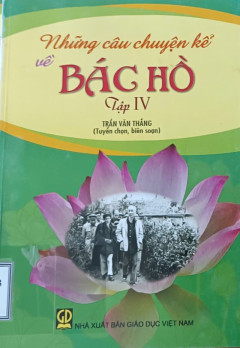 Những câu chuyện kể
về
BÁC HỒ
Tập IV
TRẦN VĂN THẮNG
(Tuyển chọn, biên soạn)
GD
NHÀ XUẤT BẢN GIÁO DỤC VIỆT NAM